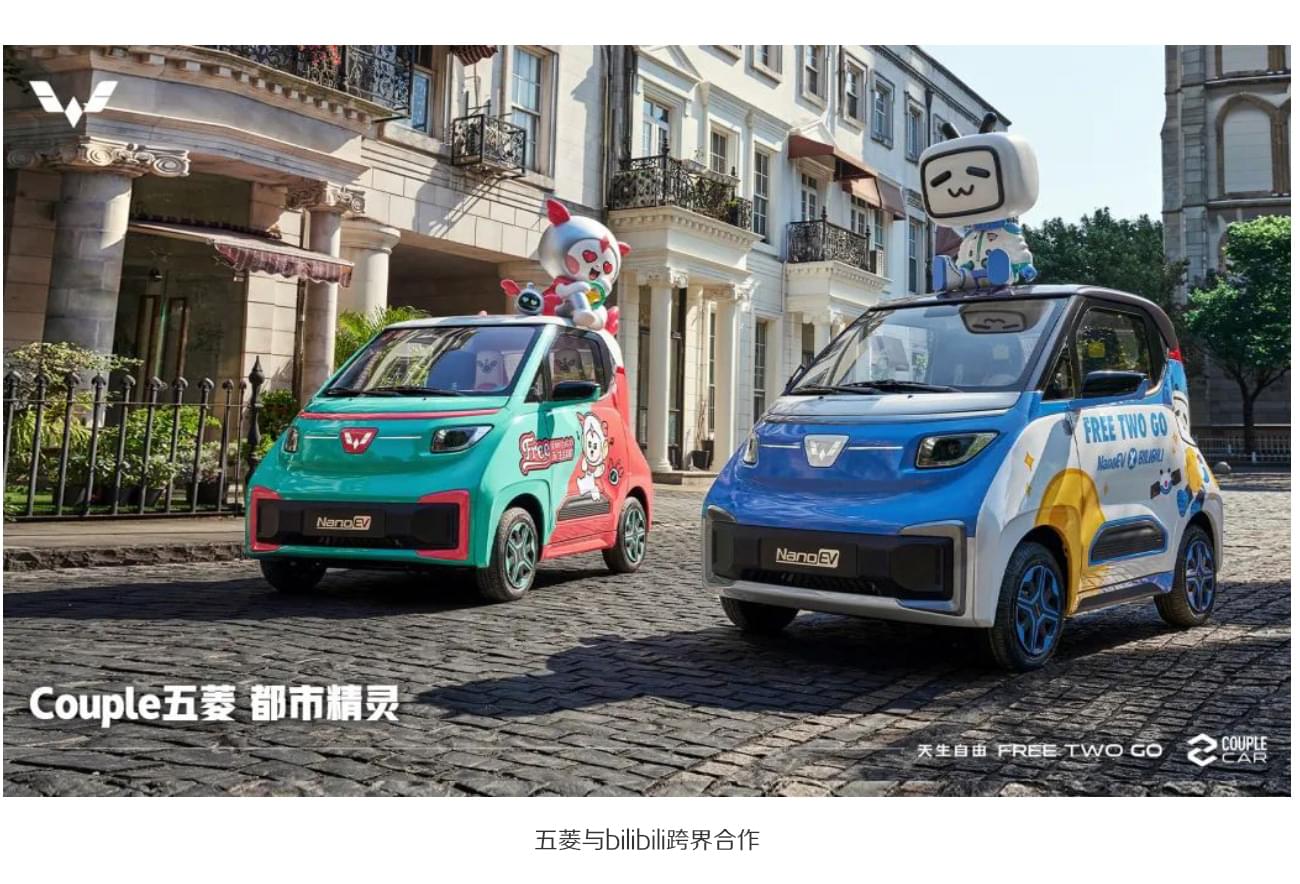 Free
NanoEV
FREE TWO GO
NanoEV BILIBILI
NanoEV
Couple五菱 都市精灵
天生自由 FREE TWO GO
COUPLE
CAR
五菱与bilibili跨界合作